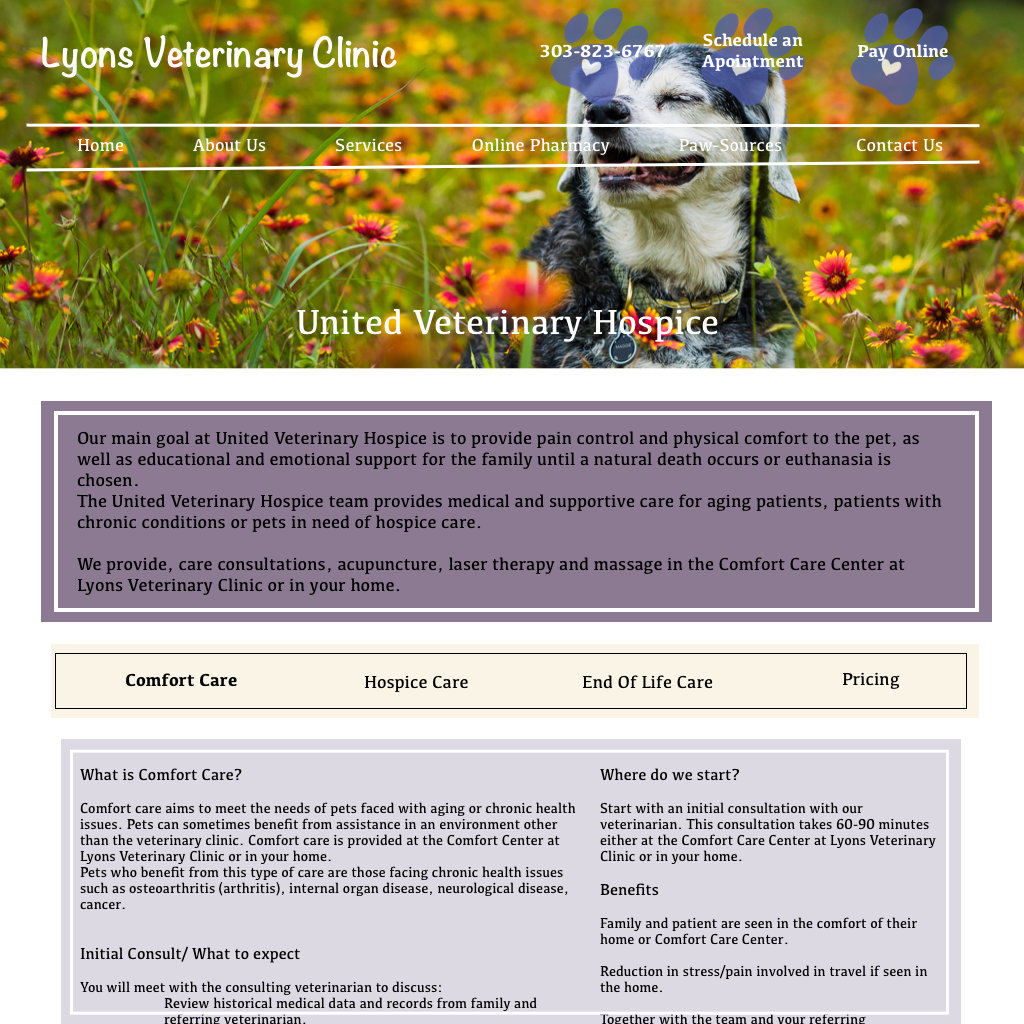 Lyons Veterinary Clinic
303-823-6767
Schedule an
Apointment
Pay Online
Home
About Us
Services
Online Pharmacy
Paw-Sources
Contact Us
United Veterinary Hospice
Our main goal at United Veterinary Hospice is to provide pain control and physical comfort to the pet, as
well as educational and emotional support for the family until a natural death occurs or euthanasia is
chosen.
The United Veterinary Hospice team provides medical and supportive care for aging patients, patients with
chronic conditions or pets in need of hospice care.
We provide, care consultations, acupuncture, laser therapy and massage in the Comfort Care Center at
Lyons Veterinary Clinic or in your home.
Comfort Care
Hospice Care
End Of Life Care
Pricing
What is Comfort Care?
Comfort care aims to meet the needs of pets faced with aging or chronic health
issues. Pets can sometimes benefit from assistance in an environment other
than the veterinary clinic. Comfort care is provided at the Comfort Center at
Lyons Veterinary Clinic or in your home.
Pets who benefit from this type of care are those facing chronic health issues
such as osteoarthritis (arthritis), internal organ disease, neurological disease,
cancer.
Initial Consult/ What to expect
You will meet with the consulting veterinarian to discuss:
Review historical medical data and records from family and
referring veterinarian.
Where do we start?
Start with an initial consultation with our
veterinarian. This consultation takes 60-90 minutes
either at the Comfort Care Center at Lyons Veterinary
Clinic or in your home.
Benefits
Family and patient are seen in the comfort of their
home or Comfort Care Center.
Reduction in stress/pain involved in travel if seen in
the home.
Together with the team and your referring